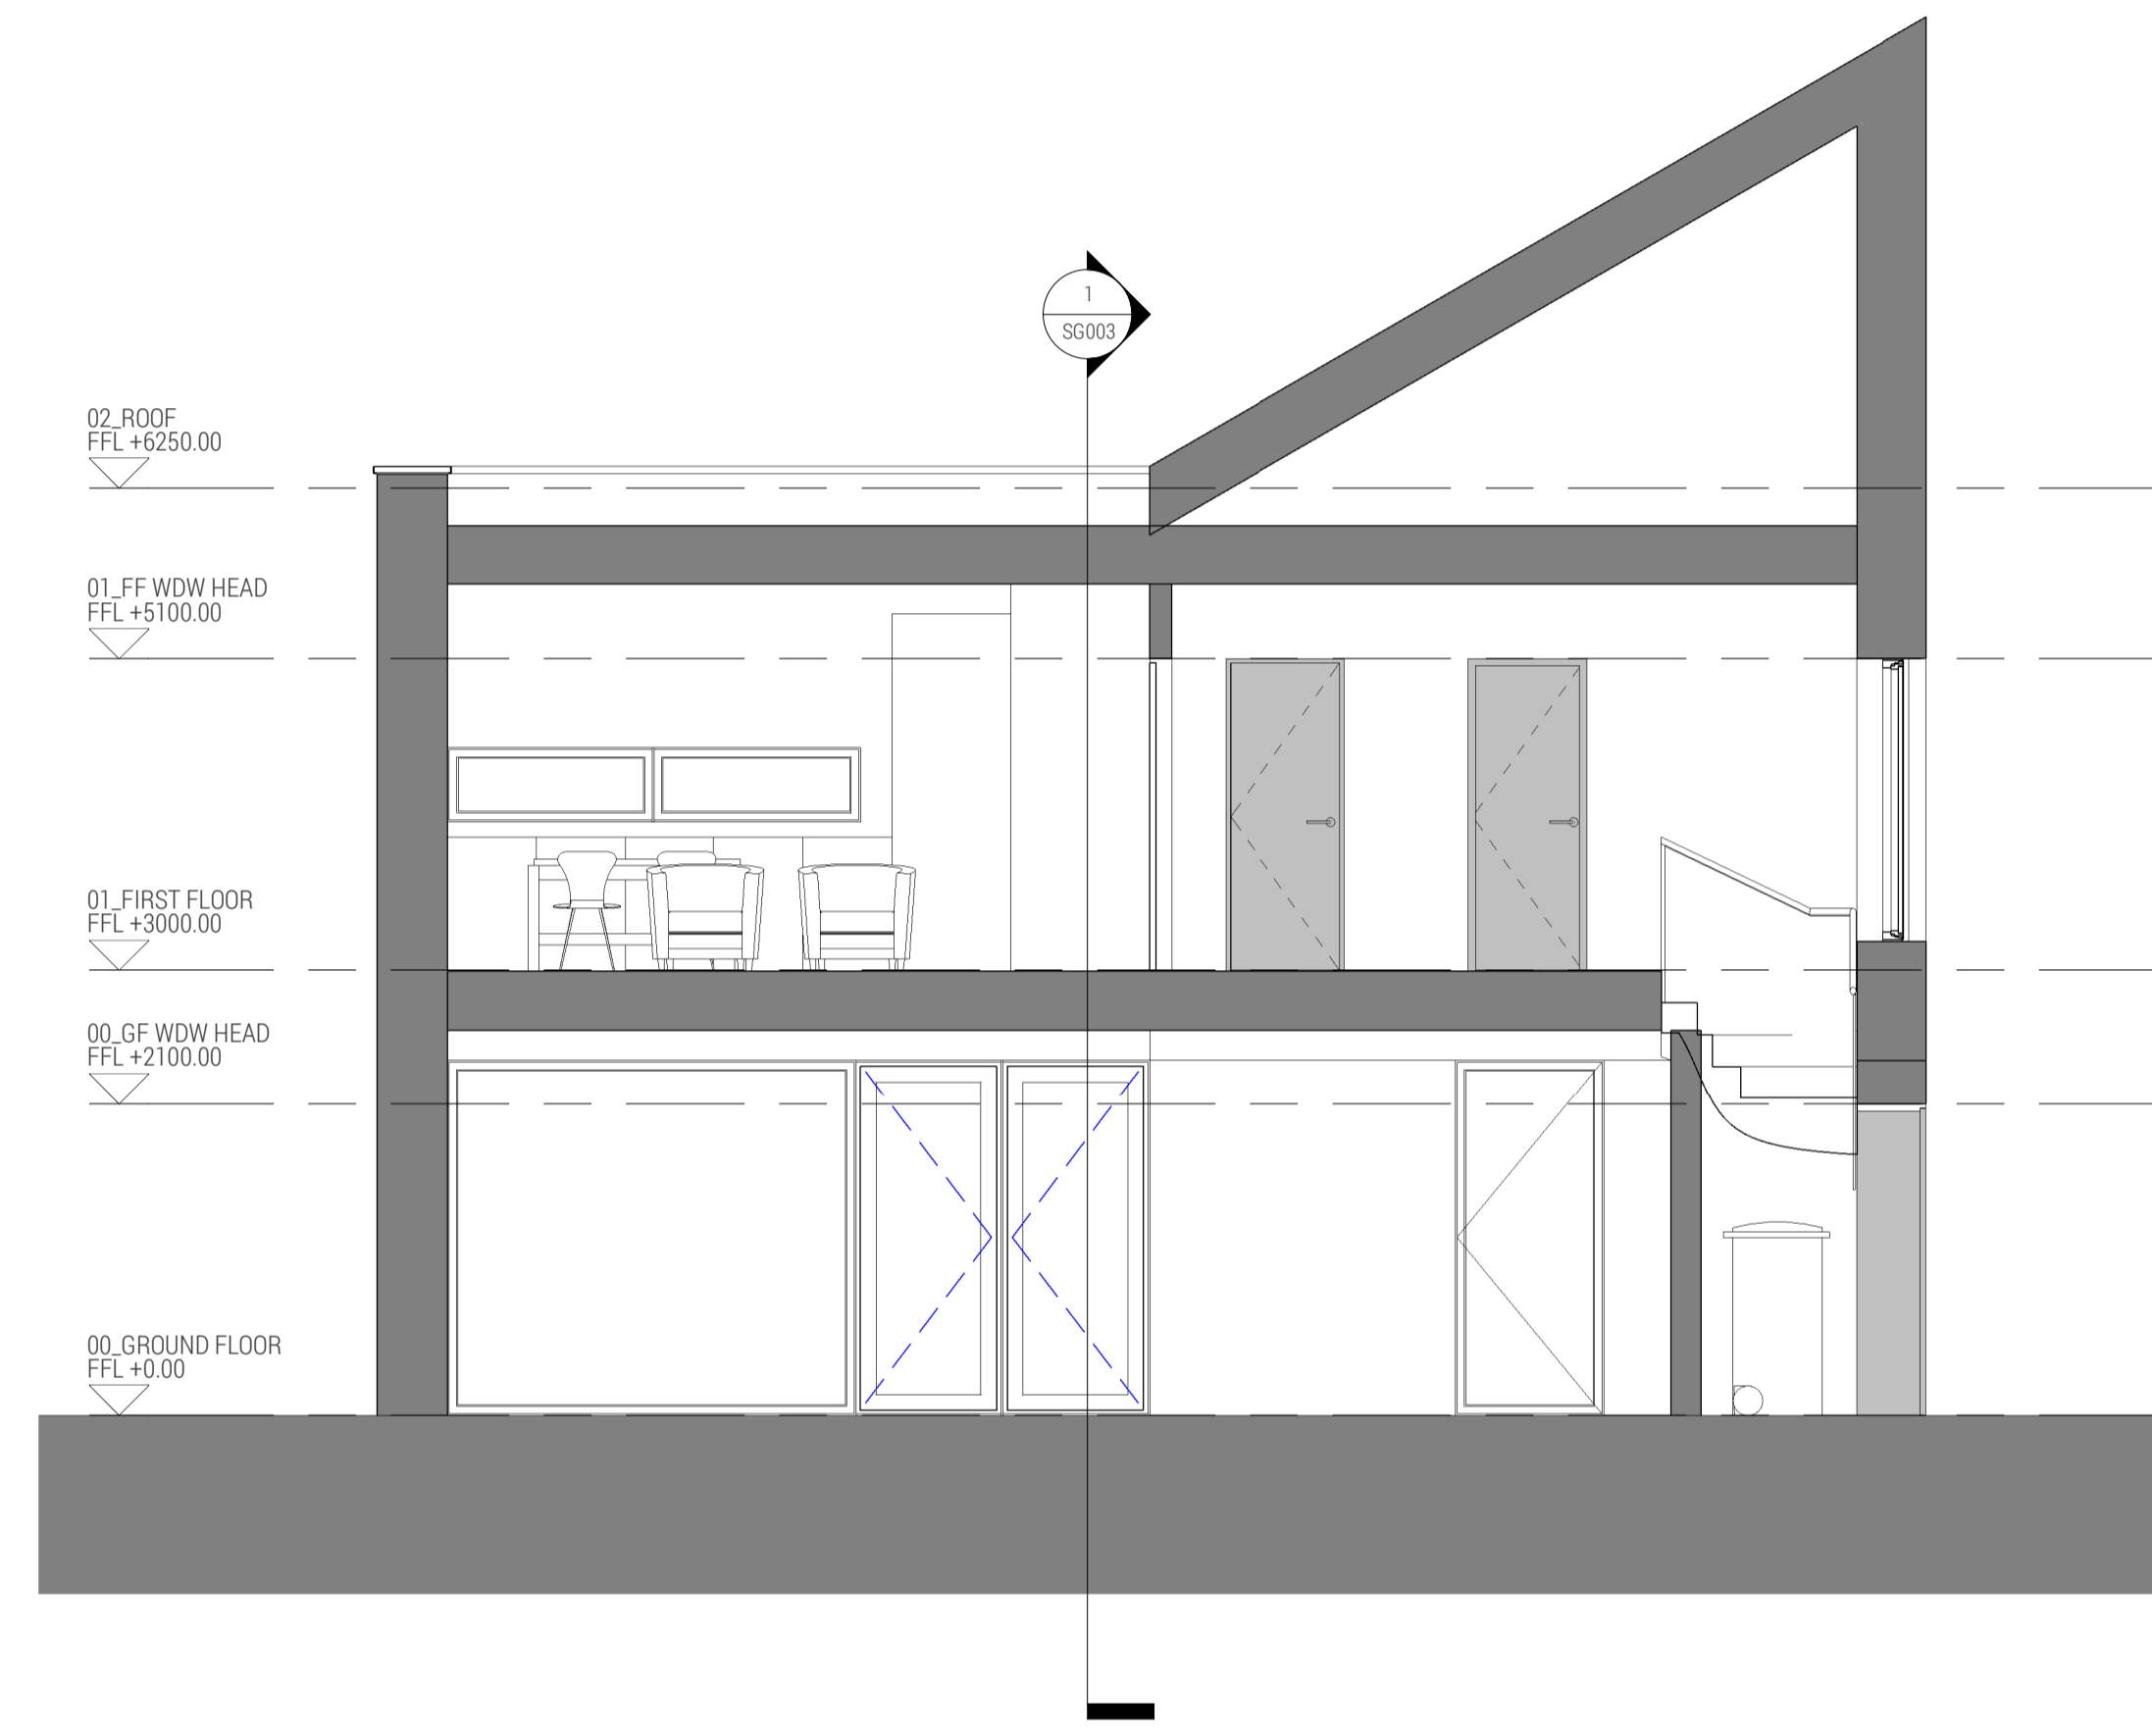 1
SG003
02_ROOF
FFL +6250.00
01_FF WDW HEAD
FFL +5100.00
01_FIRST FLOOR
FFL +3000.00
00_GF WDW HEAD
FFL +2100.00
00_GROUND FLOOR
FFL +0.00